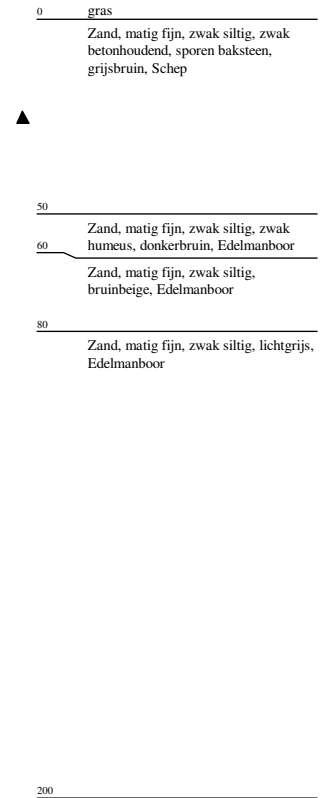 0 gras
Zand, matig fijn, zwak siltig, zwak
betonhoudend, sporen baksteen,
grijsbruin, Schep
50
Zand, matig fijn, zwak siltig, zwak
60 humeus, donkerbruin, Edelmanboor
Zand, matig fijn, zwak siltig,
bruinbeige, Edelmanboor
80
Zand, matig fijn, zwak siltig, lichtgrijs,
Edelmanboor
200